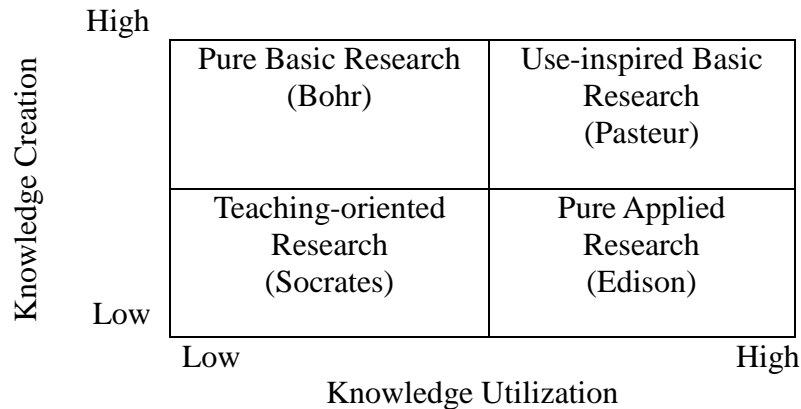 High
Knowledge Creation
Pure Basic Research
(Bohr)
Use-inspired Basic
Research
(Pasteur)
Teaching-oriented
Research
(Socrates)
Pure Applied
Research
(Edison)
Low
Low
High
Knowledge Utilization